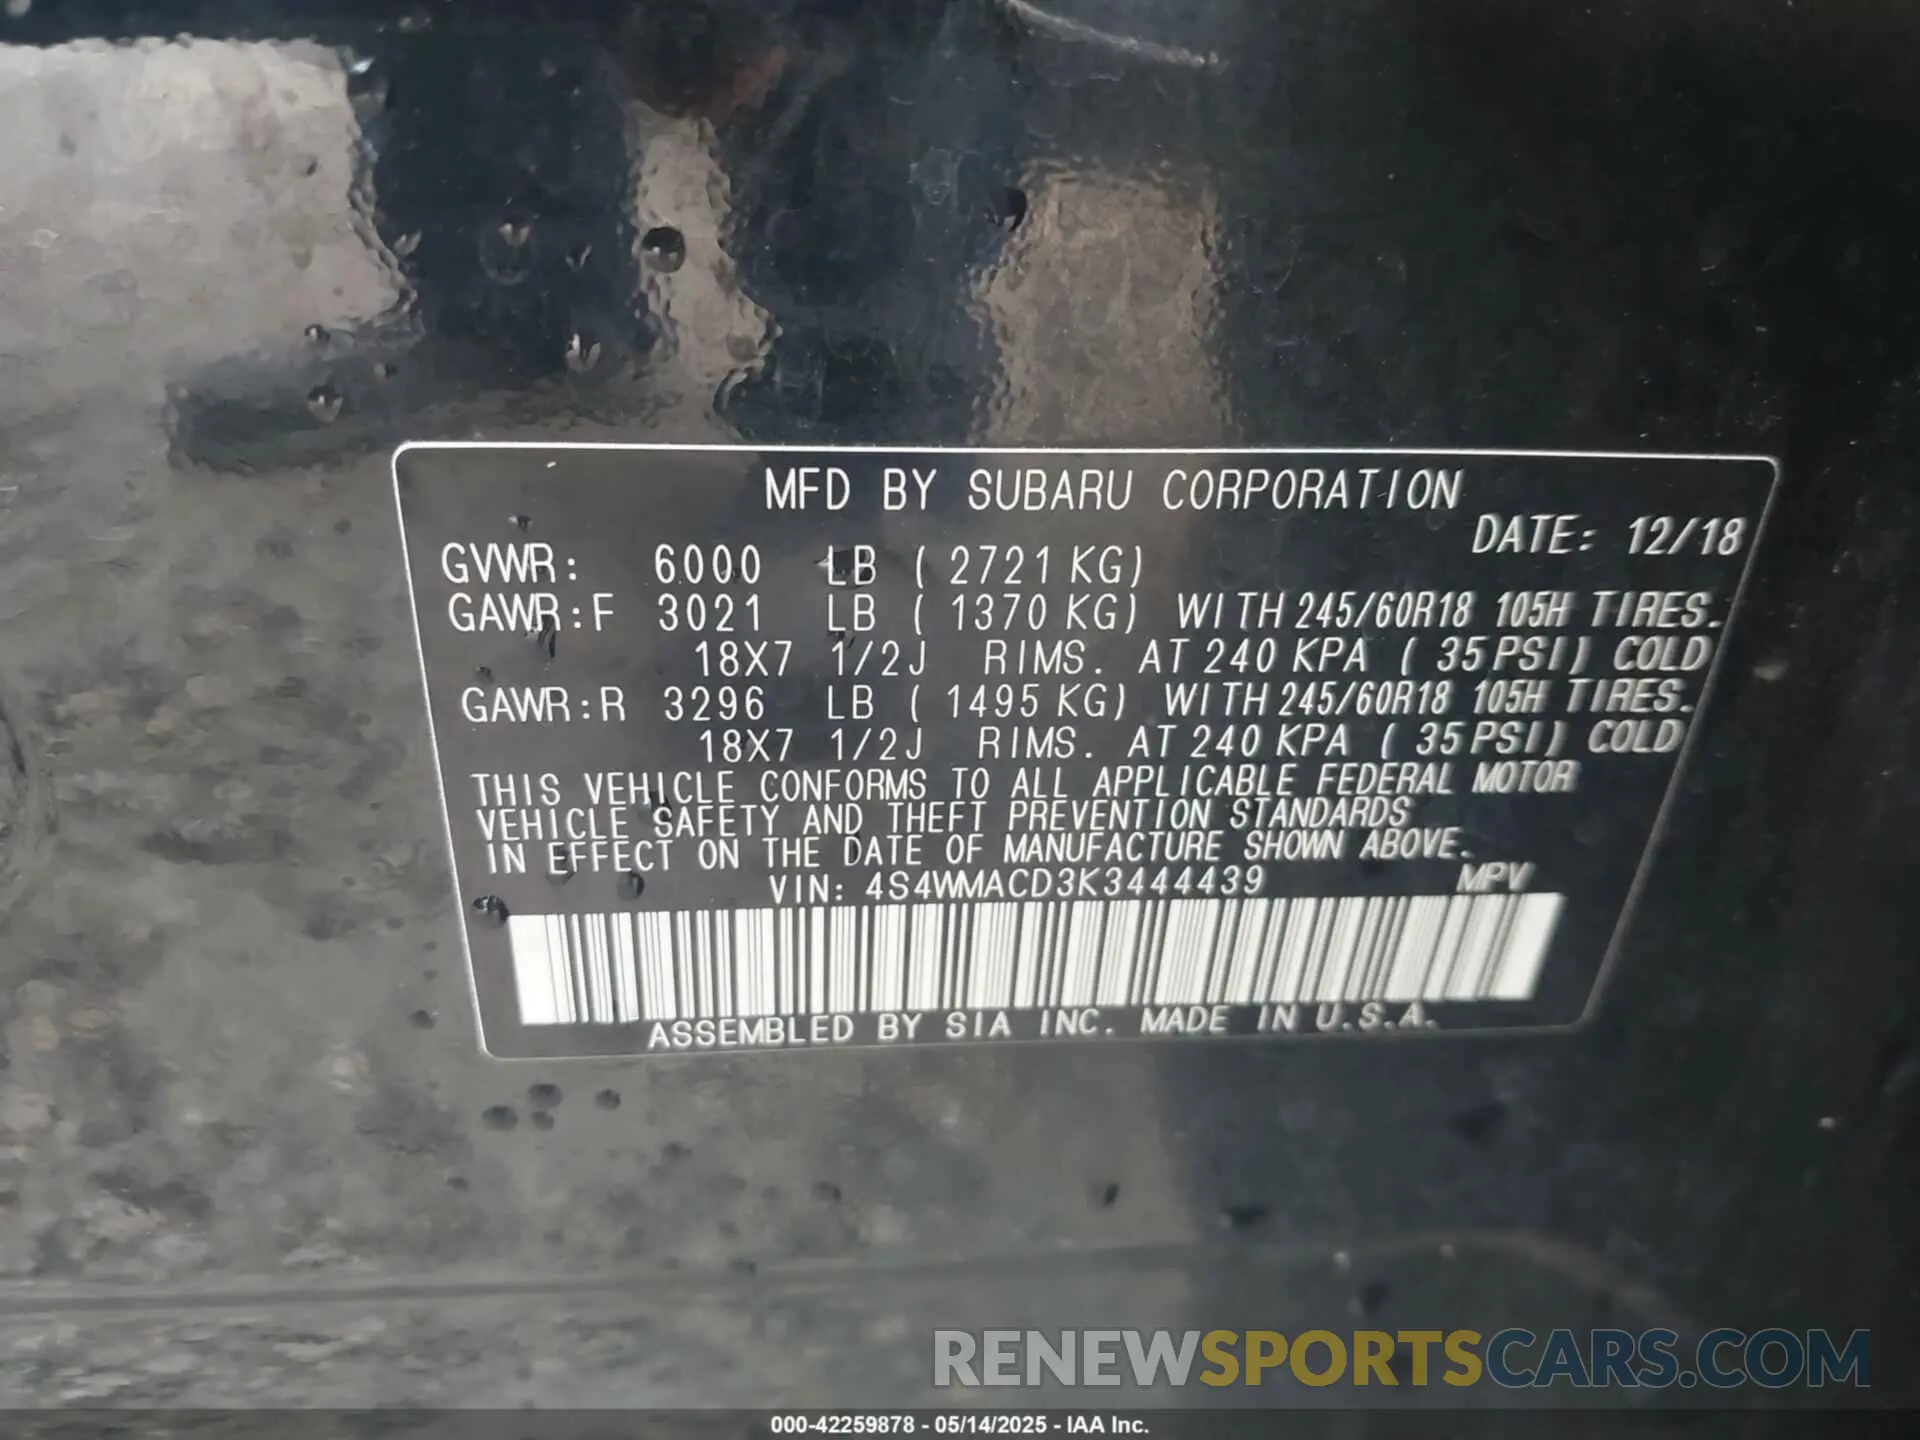 MFD BY SUBARU CORPORATION
DATE: 12/18
GVWR: 6000 LB ( 2721 KG)
GAWR:F 3021 LB ( 1370 KG) WITH 245/60R18 105H TIRES.
18X7 1/2J RIMS. AT 240 KPA ( 35 PSI) COLD
GAWR:R 3296 LB ( 1495 KG) WITH 245/60R18 105H TIRES.
18X7 1/2J RIMS. AT 240 KPA ( 35 PSI) COLD
THIS VEHICLE CONFORMS TO ALL APPLICABLE FEDERAL MOTOR
VEHICLE SAFETY AND THEFT PREVENTION STANDARDS
IN EFFECT ON THE DATE OF MANUFACTURE SHOWN ABOVE.
VIN: 4S4WMACD3K3444439 MPV
ASSEMBLED BY SIA INC. MADE IN U.S.A.
RENEWSPORTSCARS.COM
000-42259878 - 05/14/2025 - IAA Inc.